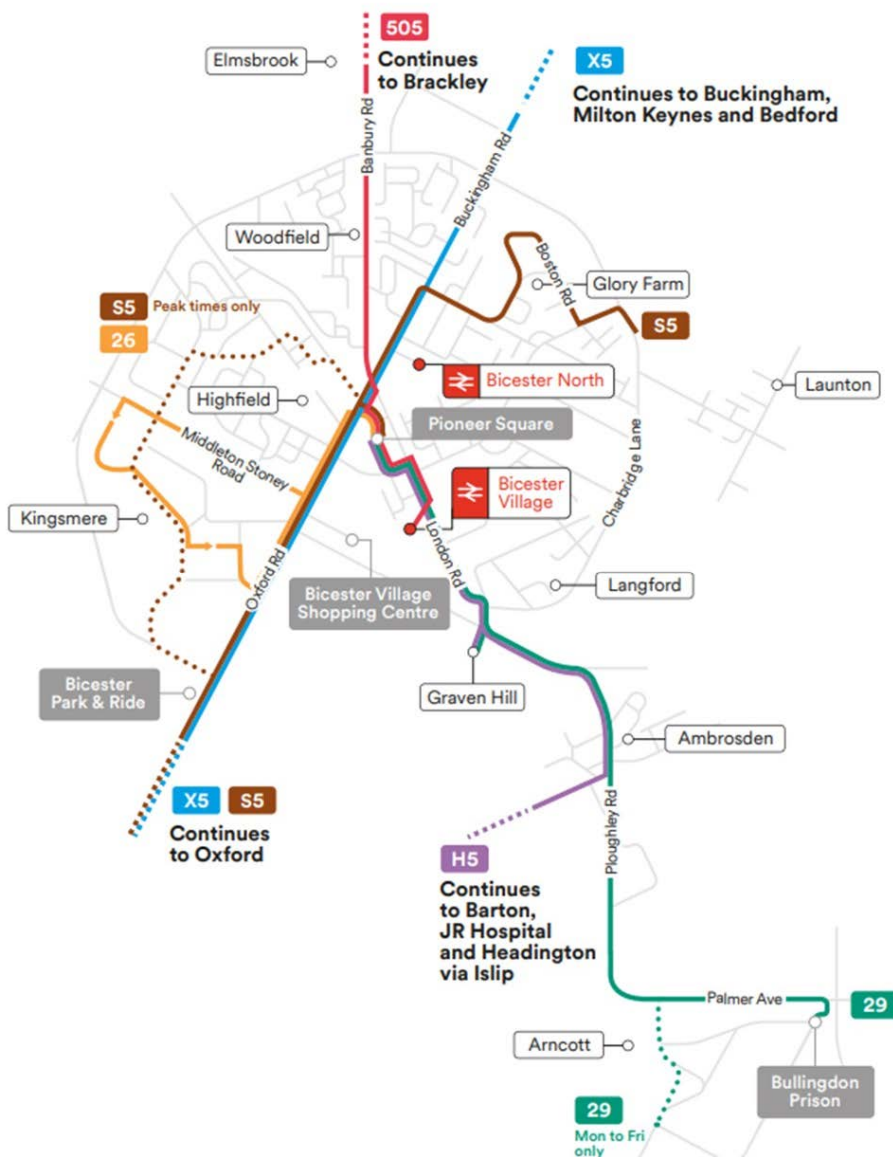 505
Continues
to Brackley
Elmsbrook
X5
Continues to Buckingham,
Milton Keynes and Bedford
Banbury Rd
Buckingham Rd
Woodfield
Boston Rd
Glory Farm
S5
Peak times only
26
S5
Bicester North
Launton
Highfield
Pioneer Square
Middleton Stoney
Road
Bicester
Village
Charbridge Lane
Kingsmere
London Rd
Oxford Rd
Bicester Village
Shopping Centre
Langford
Bicester
Park & Ride
Graven Hill
Ambrosden
X5
S5
Continues
to Oxford
Ploughley Rd
H5
Continues
to Barton,
JR Hospital
and Headington
via Islip
Palmer Ave
29
Arncott
Bullingdon
Prison
29
Mon to Fri
only